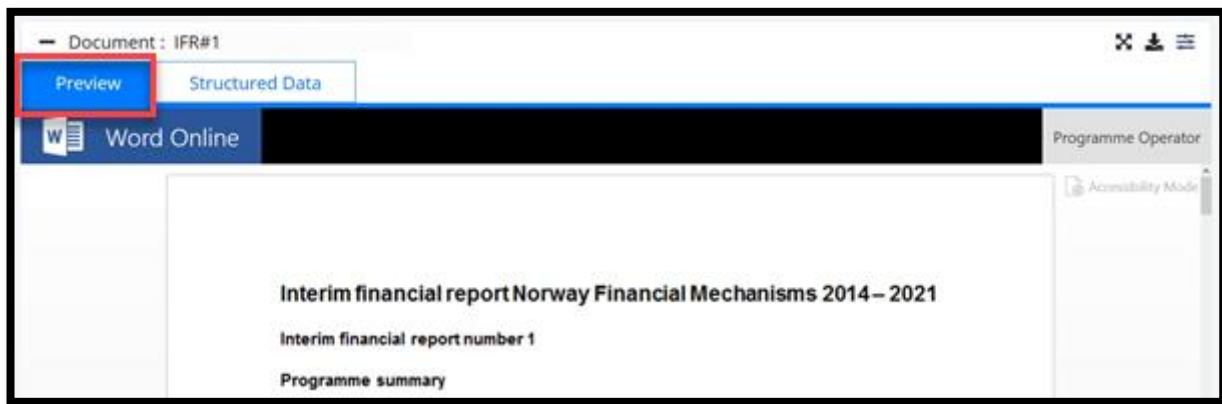 Document : IFR#1
Preview Structured Data
W Word Online Programme Operator
Accessibility Mode
Interim financial report Norway Financial Mechanisms 2014 – 2021
Interim financial report number 1
Programme summary